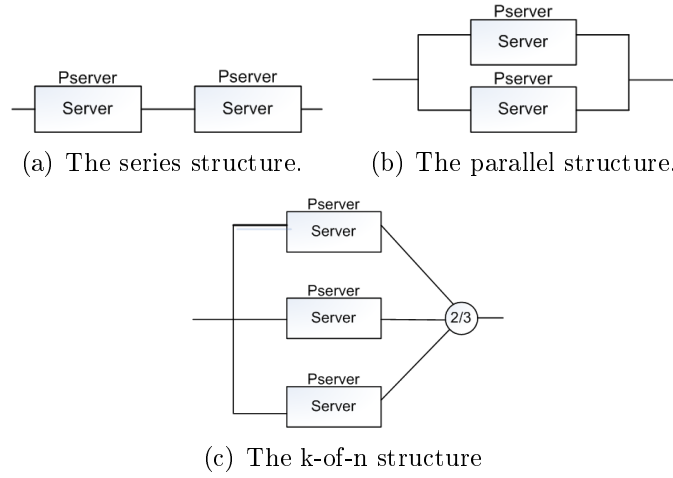 Pserver
Server
Pserver
Server
(a) The series structure.
Pserver
Server
Pserver
Server
(b) The parallel structure.
Pserver
Server
Pserver
Server
2/3
Pserver
Server
(c) The k-of-n structure